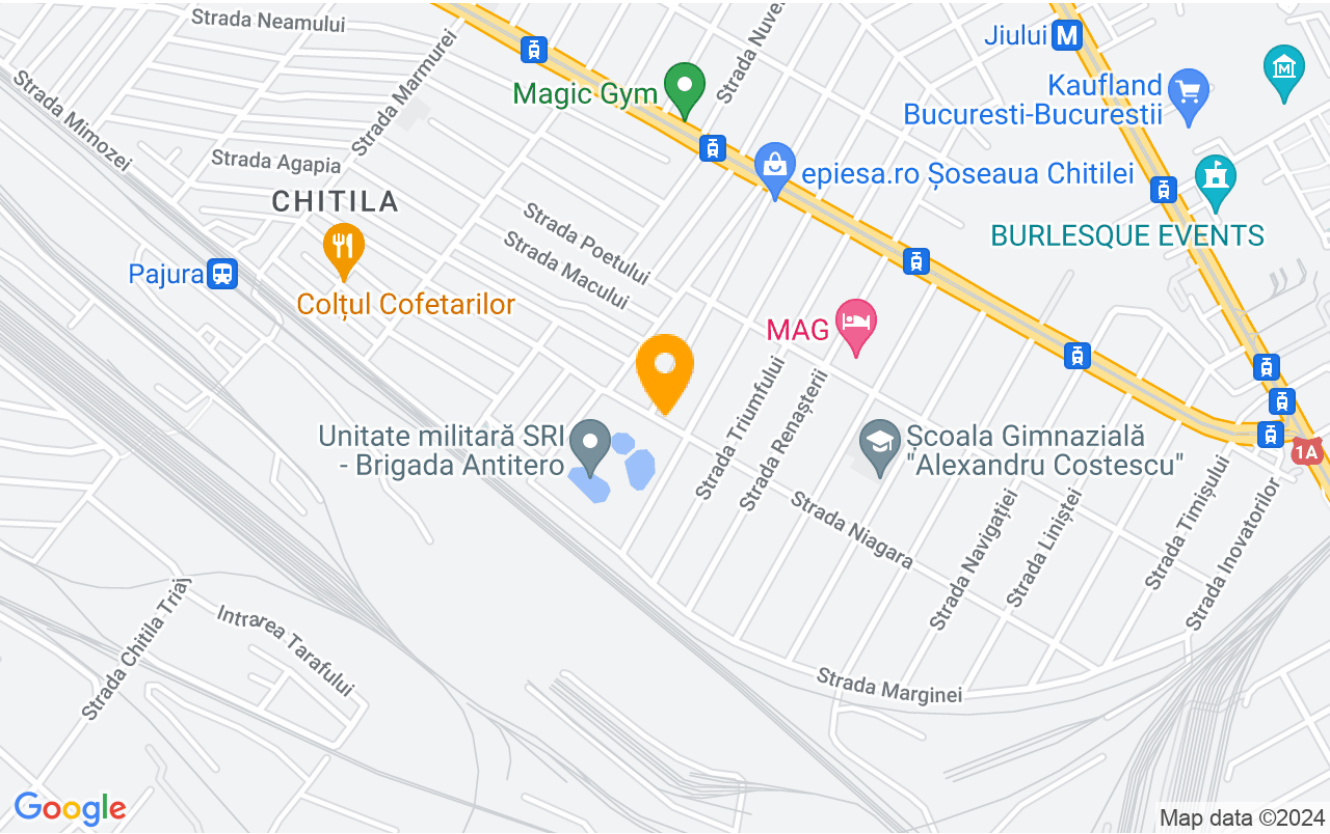 Strada Neamului
Jiului M
Strada Nuve
Strada Marmurei
Strada Mimozei
Magic Gym
Kaufland
Bucuresti-Bucurestii
Strada Agapia
epiesa.ro Șoseaua Chitilei
CHITILA
Strada Poetului
Strada Macului
BURLESQUE EVENTS
Pajura
Colțul Cofetarilor
MAG
Strada Triumfului
Strada Renașterii
Unitate militară SRI
- Brigada Antitero
Școala Gimnazială
"Alexandru Costescu"
1A
Strada Niagara
Strada Navigației
Strada Liniștei
Strada Timișului
Strada Inovatorilor
Strada Chitila Triaj
Intrarea Tarafului
Strada Marginei
Google
Map data ©2024